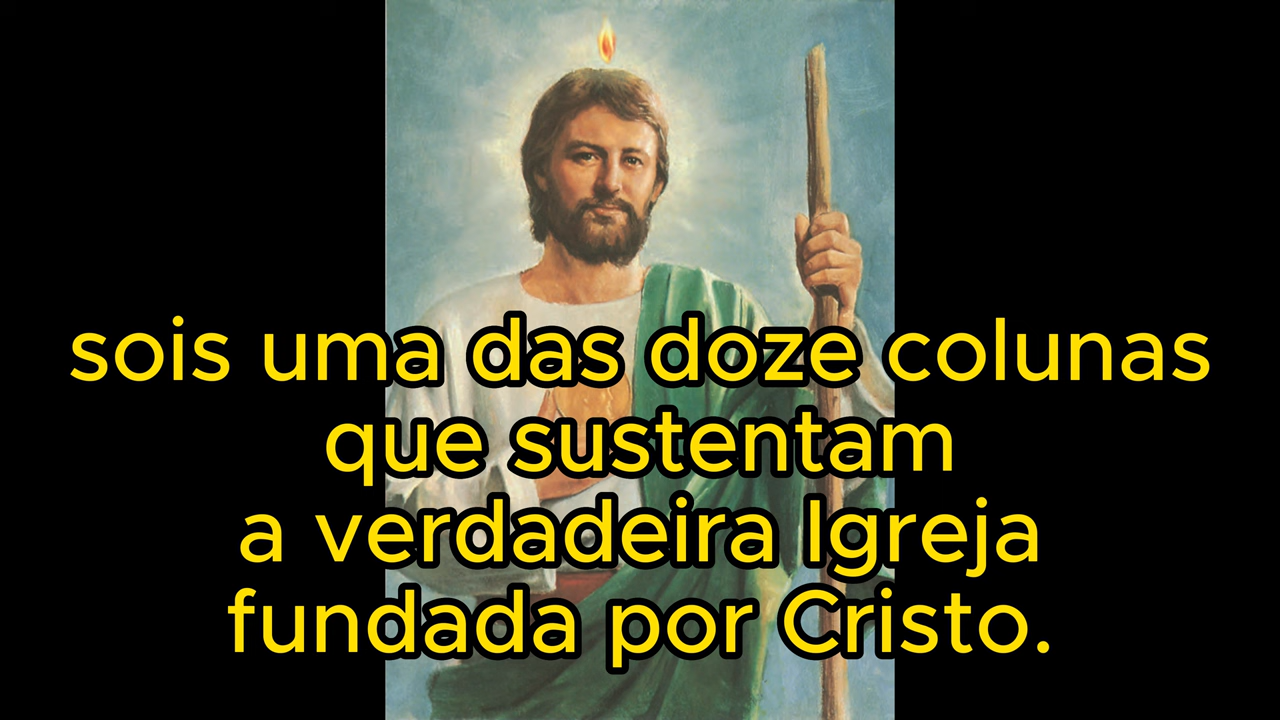 sois uma das doze colunas
que sustentam
a verdadeira Igreja
fundada por Cristo.